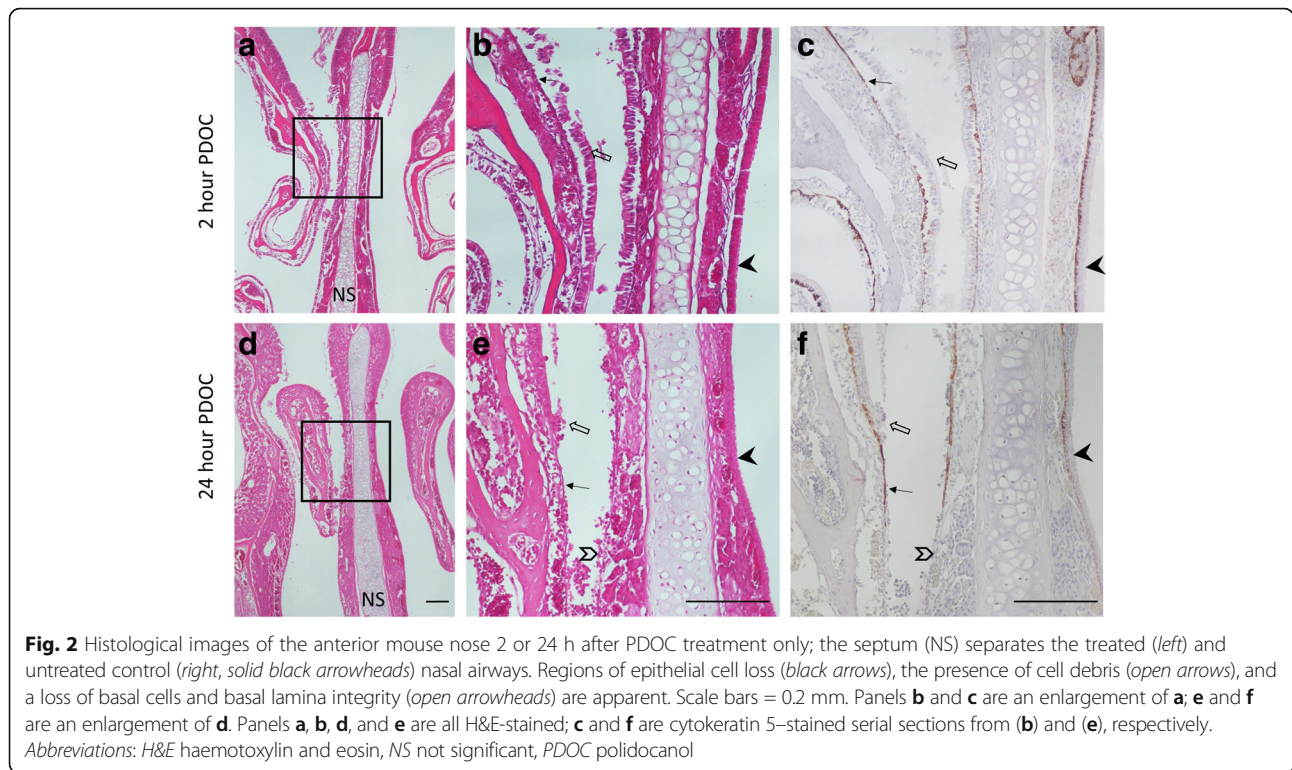 a
b
c
2 hour PDOC
NS
d
e
f
24 hour PDOC
NS
Fig. 2 Histological images of the anterior mouse nose 2 or 24 h after PDOC treatment only; the septum (NS) separates the treated (left) and
untreated control (right, solid black arrowheads) nasal airways. Regions of epithelial cell loss (black arrows), the presence of cell debris (open arrows), and
a loss of basal cells and basal lamina integrity (open arrowheads) are apparent. Scale bars = 0.2 mm. Panels b and c are an enlargement of a; e and f
are an enlargement of d. Panels a, b, d, and e are all H&E-stained; c and f are cytokeratin 5–stained serial sections from (b) and (e), respectively.
Abbreviations: H&E haemotoxylin and eosin, NS not significant, PDOC polidocanol